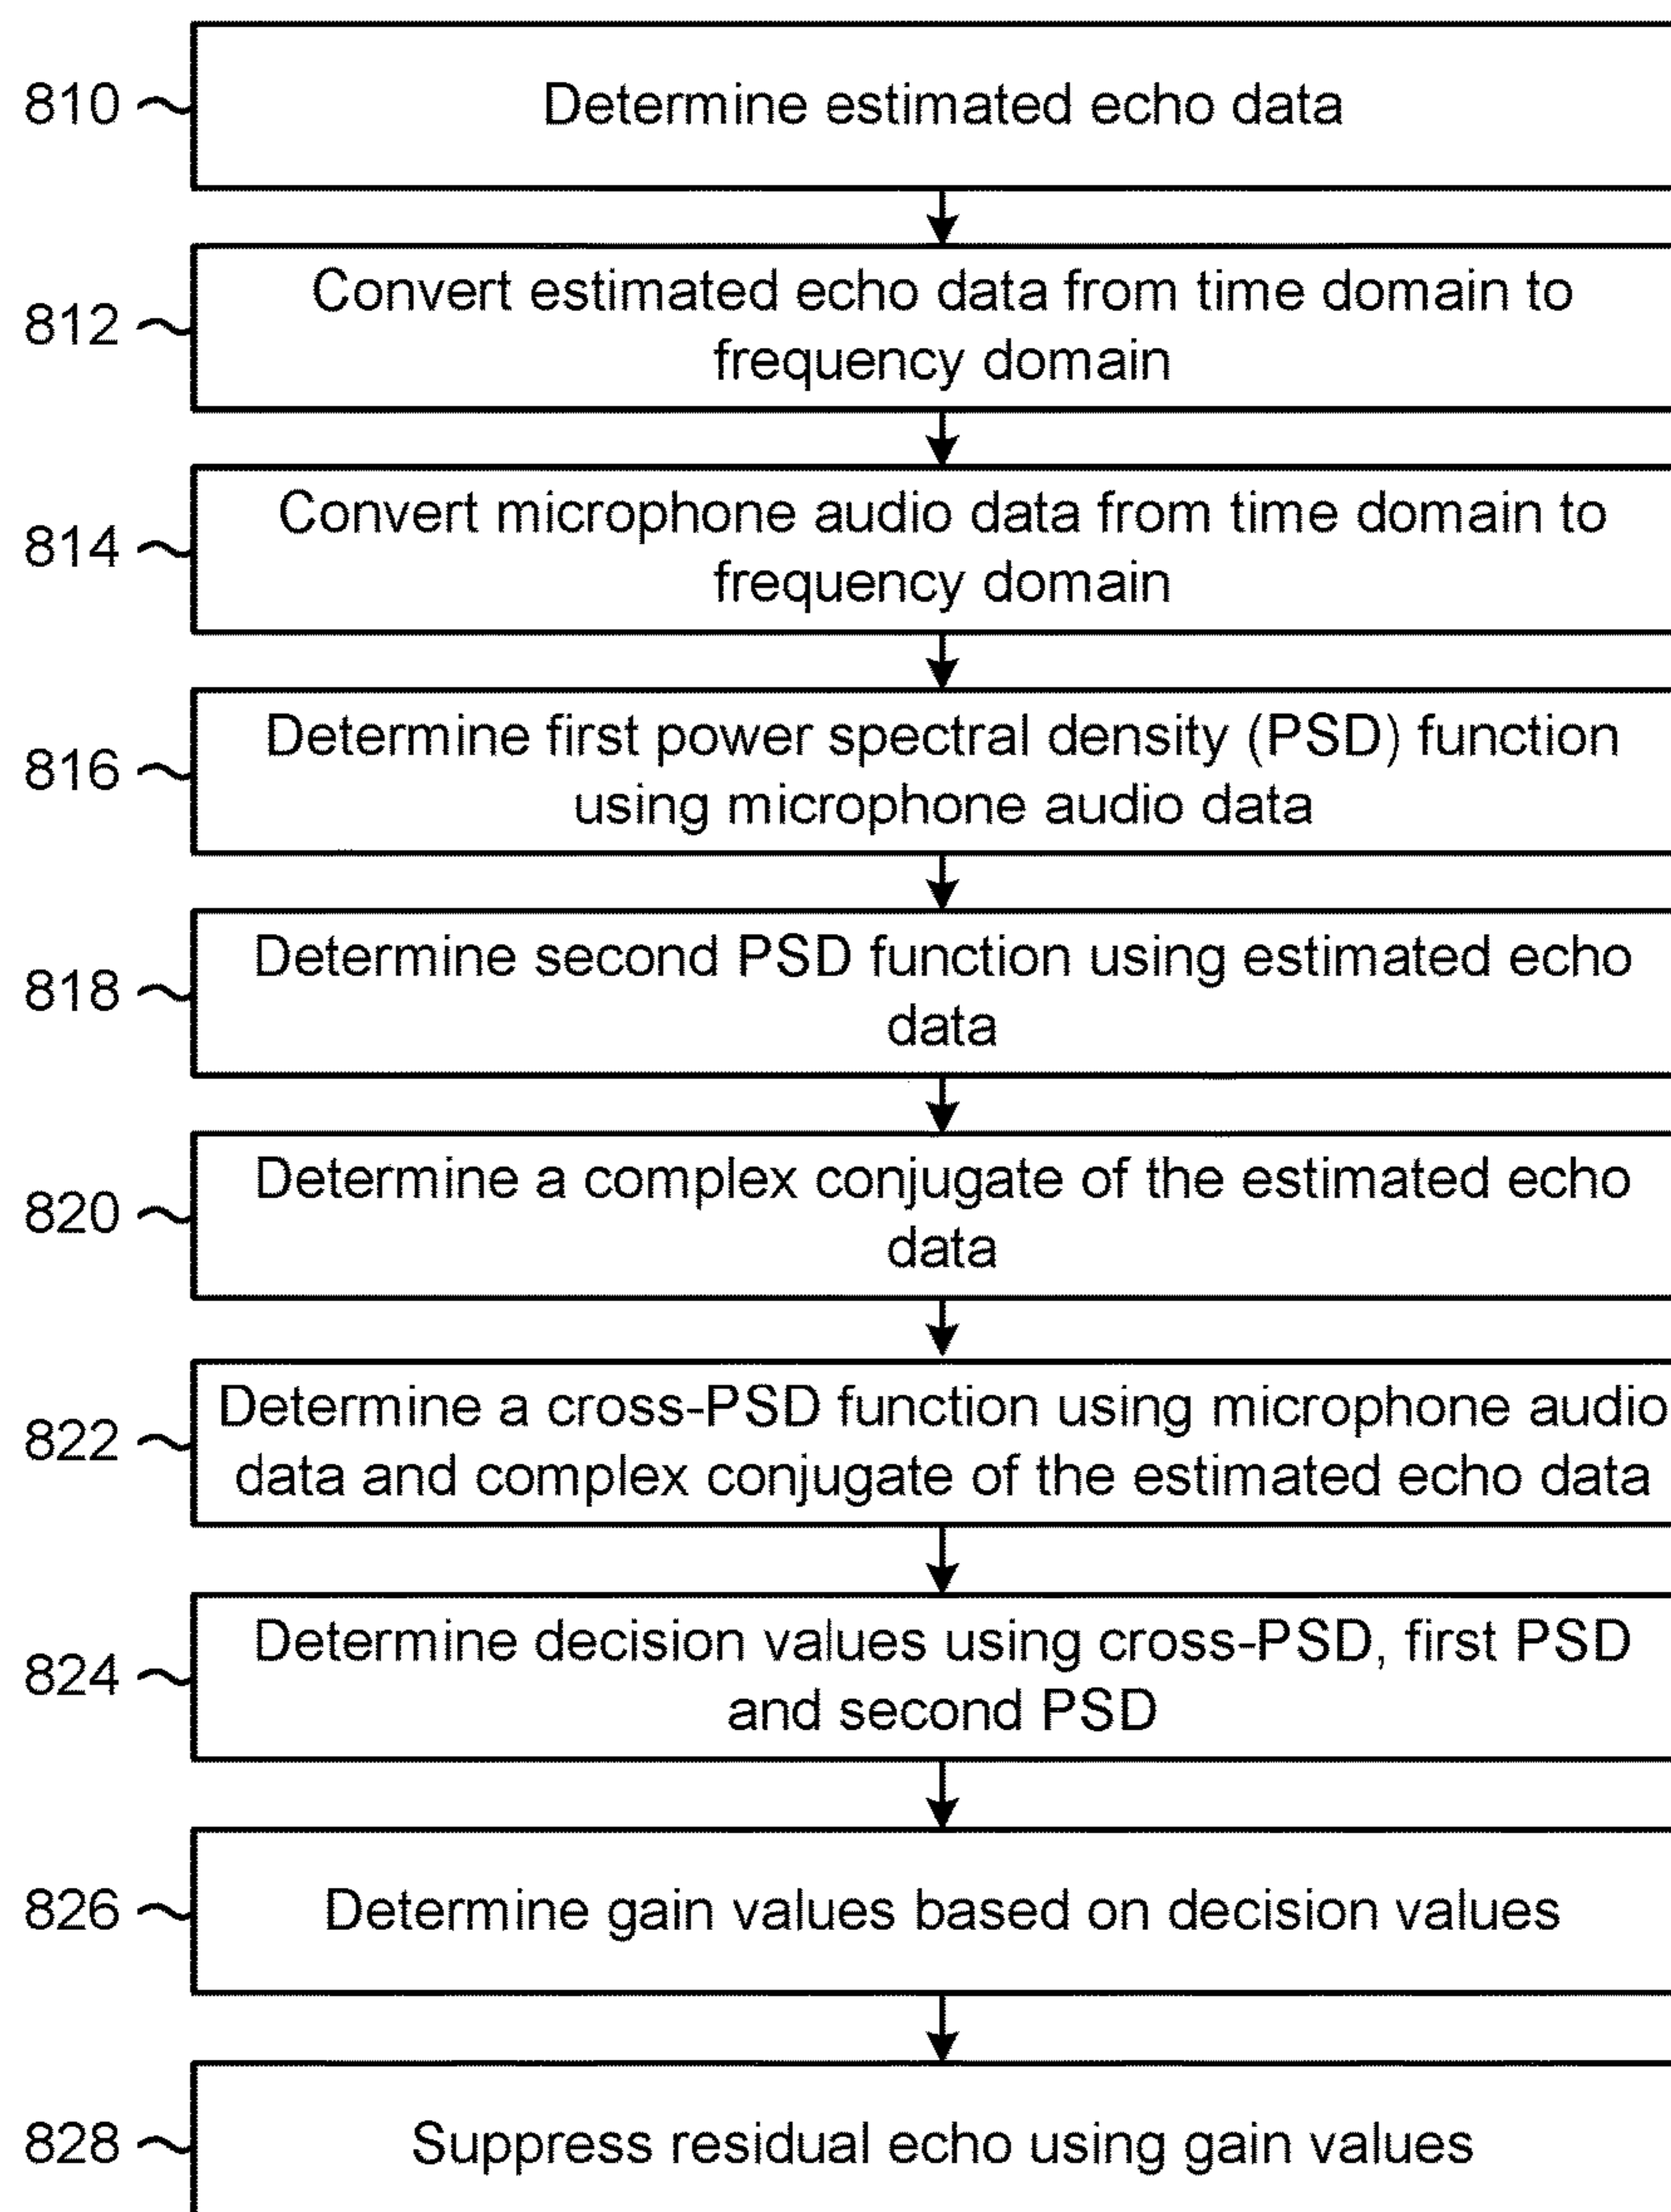 810
Determine estimated echo data
812
Convert estimated echo data from time domain to
frequency domain
814
Convert microphone audio data from time domain to
frequency domain
816
Determine first power spectral density (PSD) function
using microphone audio data
818
Determine second PSD function using estimated echo
data
820
Determine a complex conjugate of the estimated echo
data
822
Determine a cross-PSD function using microphone audio
data and complex conjugate of the estimated echo data
824
Determine decision values using cross-PSD, first PSD
and second PSD
826
Determine gain values based on decision values
828
Suppress residual echo using gain values